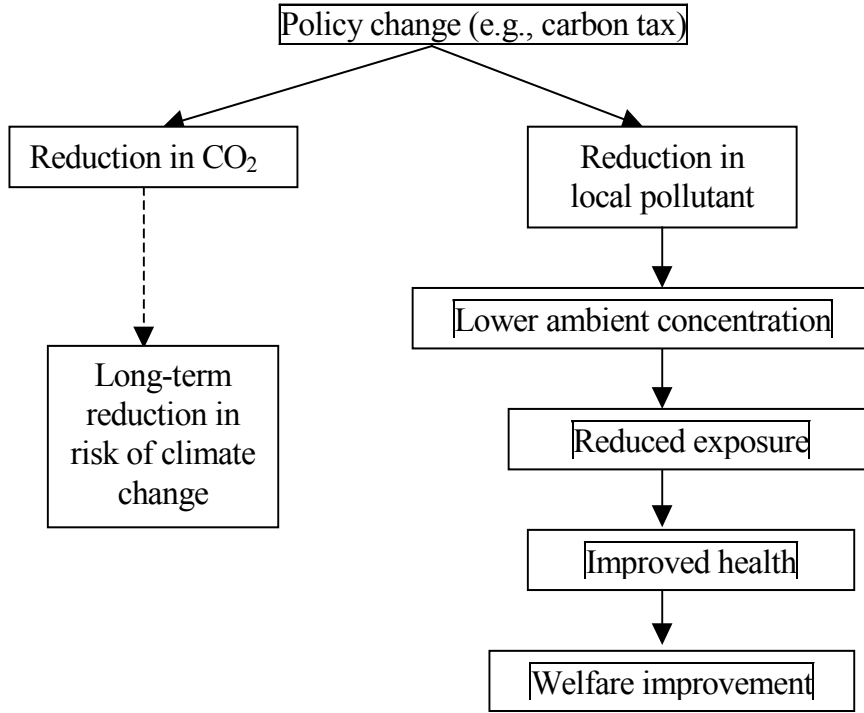 Policy change (e.g., carbon tax)
Reduction in CO₂
Reduction in
local pollutant
Lower ambient concentration
Long-term
reduction in
risk of climate
change
Reduced exposure
Improved health
Welfare improvement